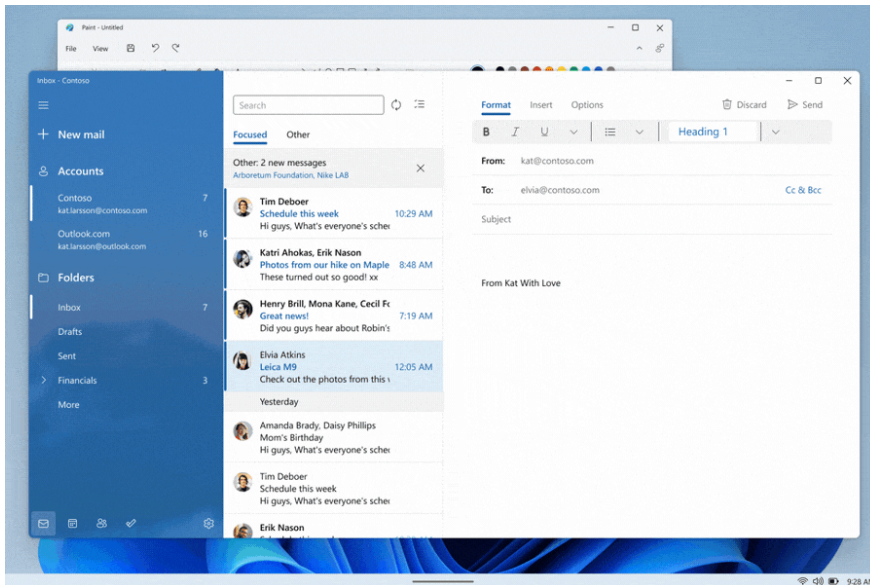 Paint - Untitled
File View
Inbox - Contoso
New mail
Accounts
Contoso 7
kat.larsson@contoso.com
Outlook.com 16
kat.larsson@outlook.com
Folders
Inbox 7
Drafts
Sent
Financials 3
More
Search
Focused Other
Other: 2 new messages
Arboretum Foundation, Nike LAB
Tim Deboer
Schedule this week 10:29 AM
Hi guys, What's everyone's sche
Katri Ahokas, Erik Nason
Photos from our hike on Maple 8:48 AM
These turned out so good! xx
Henry Brill, Mona Kane, Cecil Fo
Great news! 7:19 AM
Did you guys hear about Robin's
Elvia Atkins
Leica M9 12:05 AM
Check out the photos from this
Yesterday
Amanda Brady, Daisy Phillips
Mom's Birthday
Hi guys, What's everyone's sche
Tim Deboer
Schedule this week
Hi guys, What's everyone's sche
Erik Nason
Format Insert Options Discard Send
B I U Heading 1
From: kat@contoso.com
To: elvia@contoso.com Cc & Bcc
Subject
From Kat With Love
9:28 AM